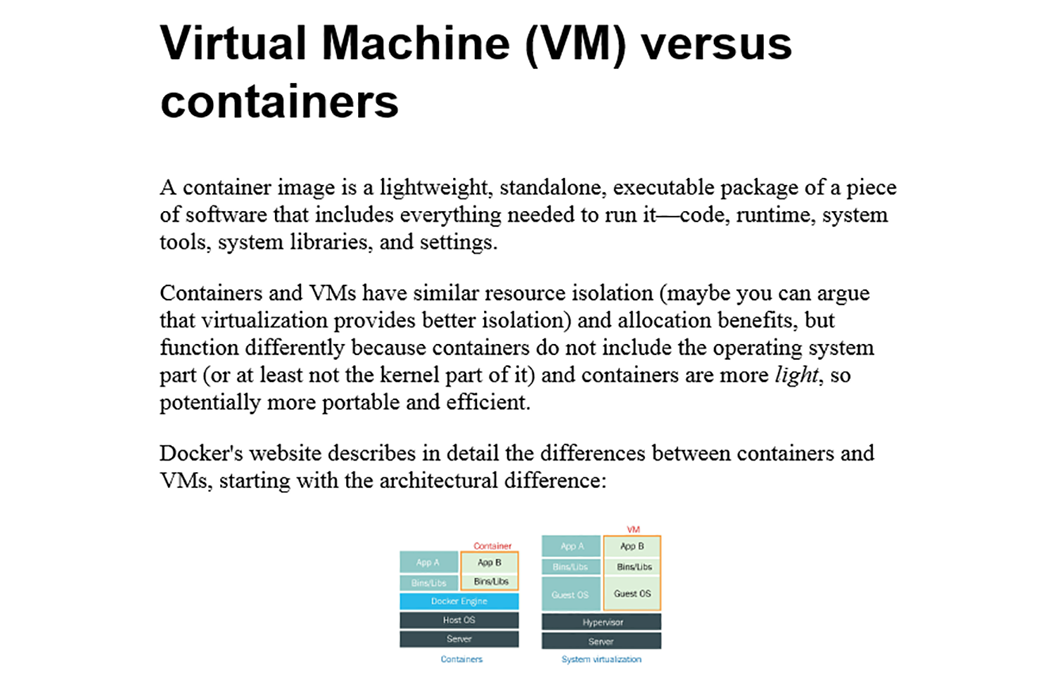 Virtual Machine (VM) versus
containers
A container image is a lightweight, standalone, executable package of a piece
of software that includes everything needed to run it—code, runtime, system
tools, system libraries, and settings.
Containers and VMs have similar resource isolation (maybe you can argue
that virtualization provides better isolation) and allocation benefits, but
function differently because containers do not include the operating system
part (or at least not the kernel part of it) and containers are more light, so
potentially more portable and efficient.
Docker's website describes in detail the differences between containers and
VMs, starting with the architectural difference:
Container
App A App B
Bins/Libs Bins/Libs
Docker Engine
Host OS
Server
Containers
VM
App A App B
Bins/Libs Bins/Libs
Guest OS Guest OS
Hypervisor
Server
System virtualization